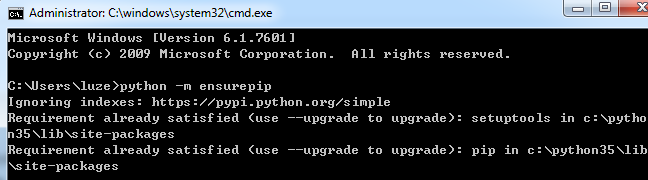 Administrator: C:\windows\system32\cmd.exe
Microsoft Windows [Version 6.1.7601]
Copyright (c) 2009 Microsoft Corporation.  All rights reserved.
C:\Users\luze>python -m ensurepip
Ignoring indexes: https://pypi.python.org/simple
Requirement already satisfied (use --upgrade to upgrade): setuptools in c:\pytho
n35\lib\site-packages
Requirement already satisfied (use --upgrade to upgrade): pip in c:\python35\lib
\site-packages